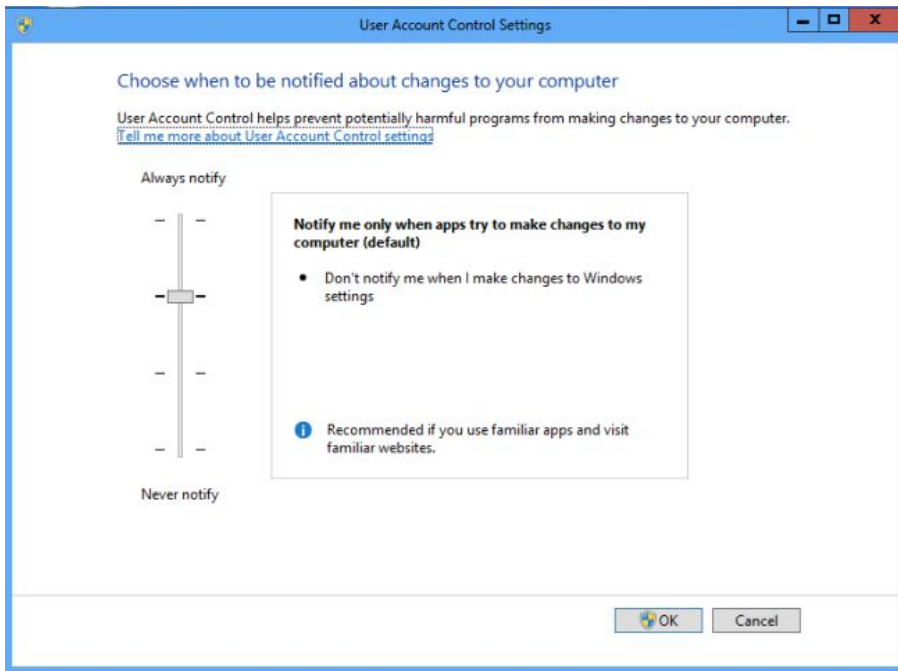 User Account Control Settings
Choose when to be notified about changes to your computer
User Account Control helps prevent potentially harmful programs from making changes to your computer.
Tell me more about User Account Control settings
Always notify
Notify me only when apps try to make changes to my
computer (default)
• Don't notify me when I make changes to Windows
settings
Recommended if you use familiar apps and visit
familiar websites.
Never notify
OK
Cancel